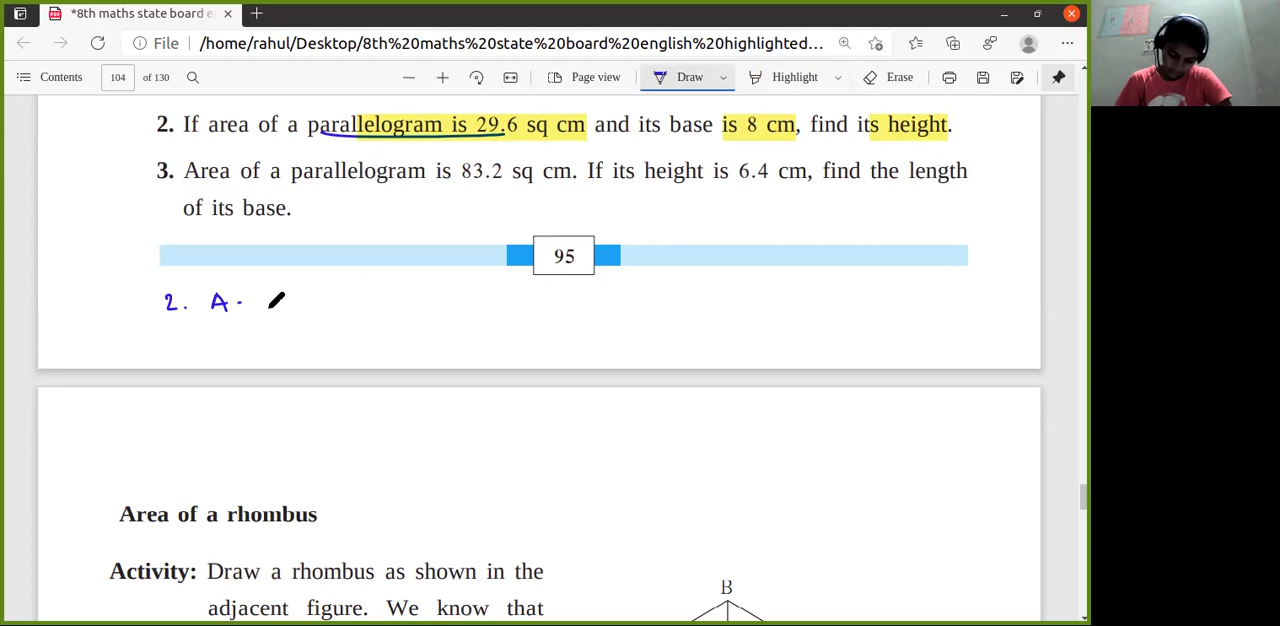 *8th maths state board e
File
/home/rahul/Desktop/8th%20maths%20state%20board%20english%20highlighted...
Contents
104
of 130
Page view
Draw
Highlight
Erase
2. If area of a parallelogram is 29.6 sq cm and its base is 8 cm, find its height.
3. Area of a parallelogram is 83.2 sq cm. If its height is 6.4 cm, find the length
of its base.
95
2. A.
Area of a rhombus
Activity: Draw a rhombus as shown in the
adjacent figure. We know that
B